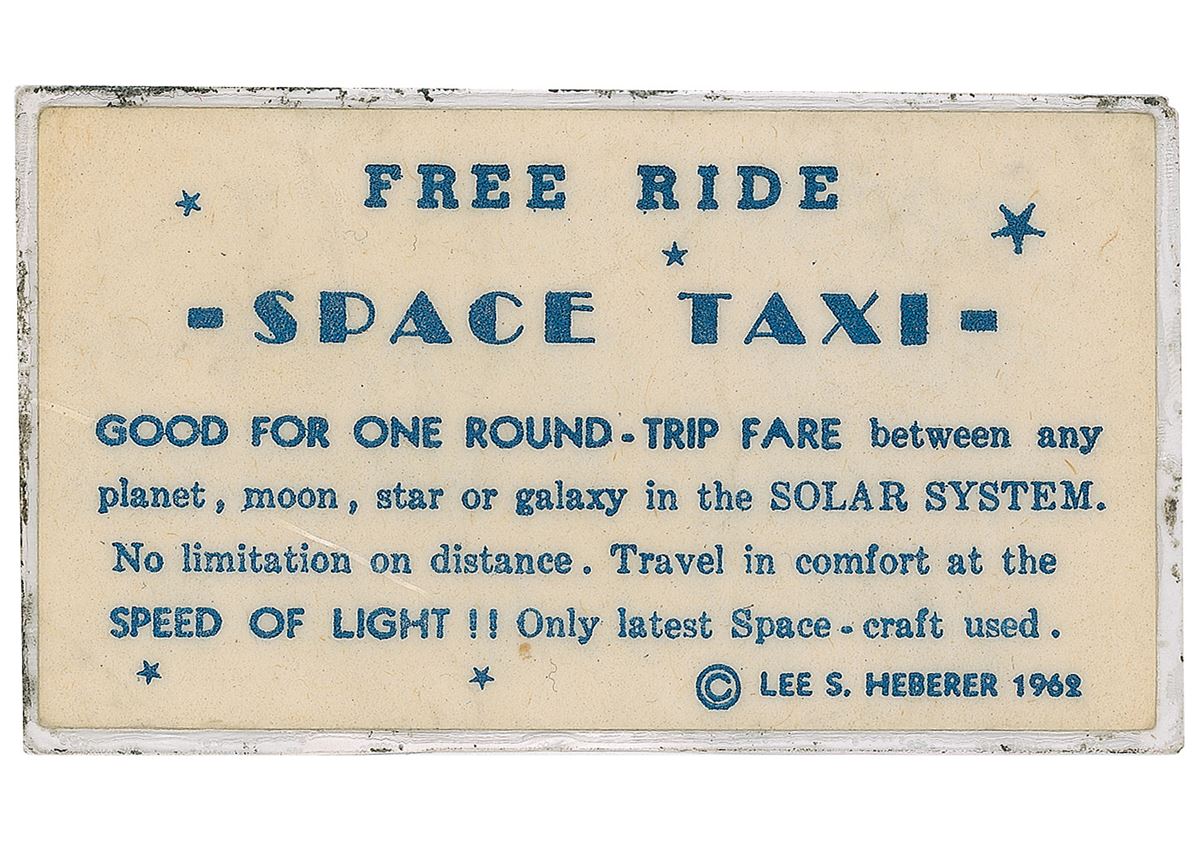 FREE RIDE
- SPACE TAXI -
GOOD FOR ONE ROUND - TRIP FARE between any
planet, moon, star or galaxy in the SOLAR SYSTEM.
No limitation on distance. Travel in comfort at the
SPEED OF LIGHT !! Only latest Space - craft used.
© LEE S. HEBERER 1962